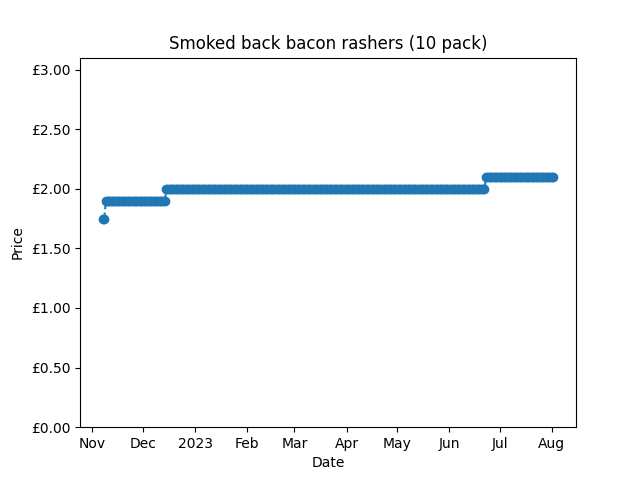 Smoked back bacon rashers (10 pack)
£3.00
£2.50
£2.00
£1.50
£1.00
£0.50
£0.00
Price
Nov Dec 2023 Feb Mar Apr May Jun Jul Aug
Date